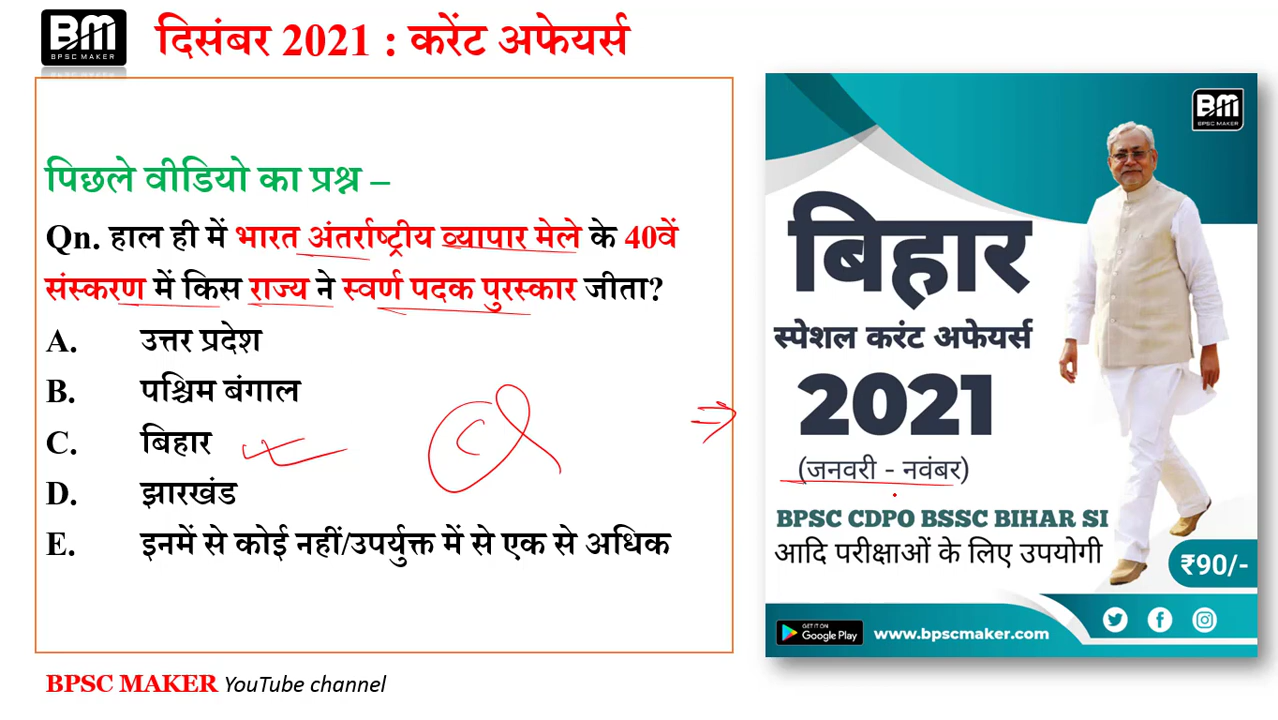 BM
BPSC MAKER
दिसंबर 2021 : करेंट अफेयर्स
पिछले वीडियो का प्रश्न –
Qn. हाल ही में भारत अंतर्राष्ट्रीय व्यापार मेले के 40वें
संस्करण में किस राज्य ने स्वर्ण पदक पुरस्कार जीता?
A. उत्तर प्रदेश
B. पश्चिम बंगाल
C. बिहार
D. झारखंड
E. इनमें से कोई नहीं/उपर्युक्त में से एक से अधिक
C
BPSC MAKER YouTube channel
BM
BPSC MAKER
बिहार
स्पेशल करंट अफेयर्स
2021
(जनवरी - नवंबर)
BPSC CDPO BSSC BIHAR SI
आदि परीक्षाओं के लिए उपयोगी
₹90/-
GET IT ON
Google Play
www.bpscmaker.com